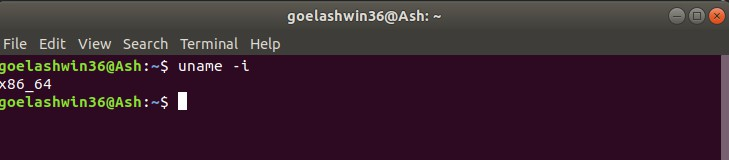 goelashwin36@Ash: ~
File Edit View Search Terminal Help
goelashwin36@Ash:~$ uname -i
x86_64
goelashwin36@Ash:~$